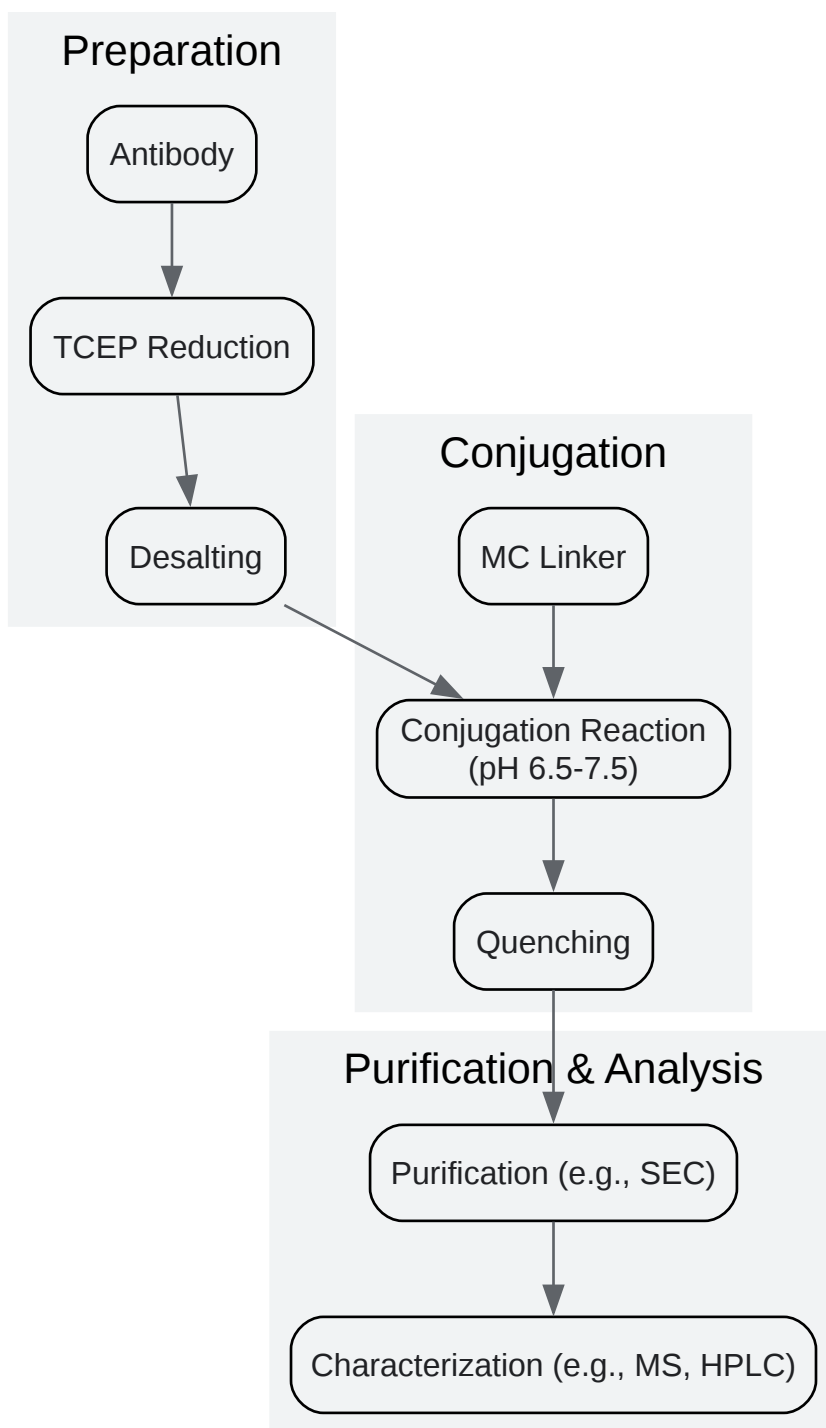 Preparation
Antibody
TCEP Reduction
Desalting
Conjugation
MC Linker
Conjugation Reaction
(pH 6.5-7.5)
Quenching
Purification & Analysis
Purification (e.g., SEC)
Characterization (e.g., MS, HPLC)